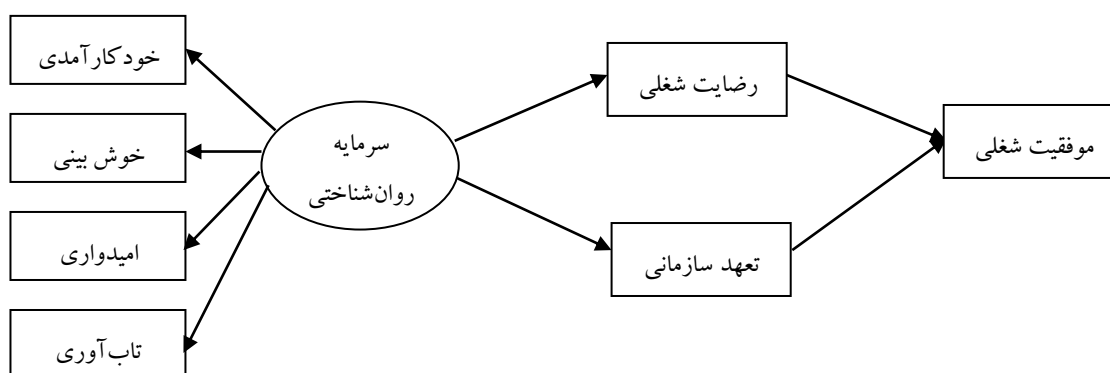 خودکارآمدی
خوش بینی
امیدواری
تاب‌آوری
سرمایه
روان‌شناختی
رضایت شغلی
تعهد سازمانی
موفقیت شغلی